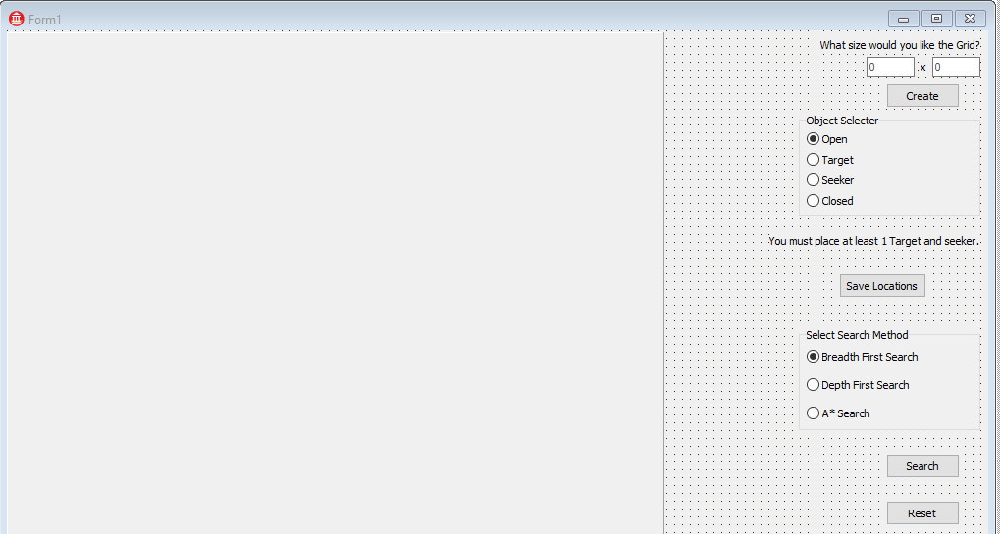 Form1
What size would you like the Grid?
0 x 0
Create
Object Selecter
Open
Target
Seeker
Closed
You must place at least 1 Target and seeker.
Save Locations
Select Search Method
Breadth First Search
Depth First Search
A* Search
Search
Reset